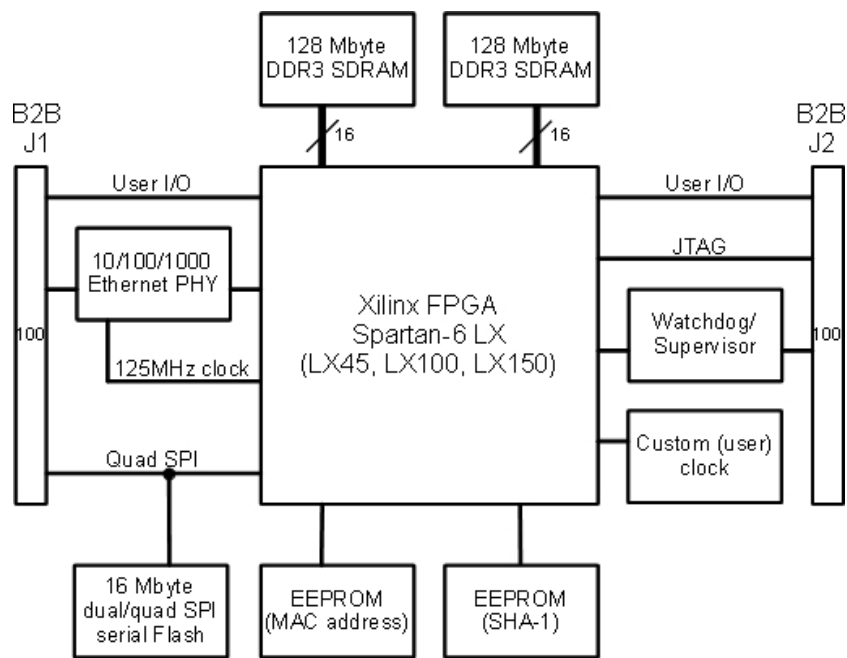 128 Mbyte
DDR3 SDRAM
128 Mbyte
DDR3 SDRAM
16
16
B2B
J1
B2B
J2
User I/O
User I/O
10/100/1000
Ethernet PHY
JTAG
Xilinx FPGA
Spartan-6 LX
(LX45, LX100, LX150)
Watchdog/
Supervisor
100
100
125MHz clock
Custom (user)
clock
Quad SPI
16 Mbyte
dual/quad SPI
serial Flash
EEPROM
(MAC address)
EEPROM
(SHA-1)